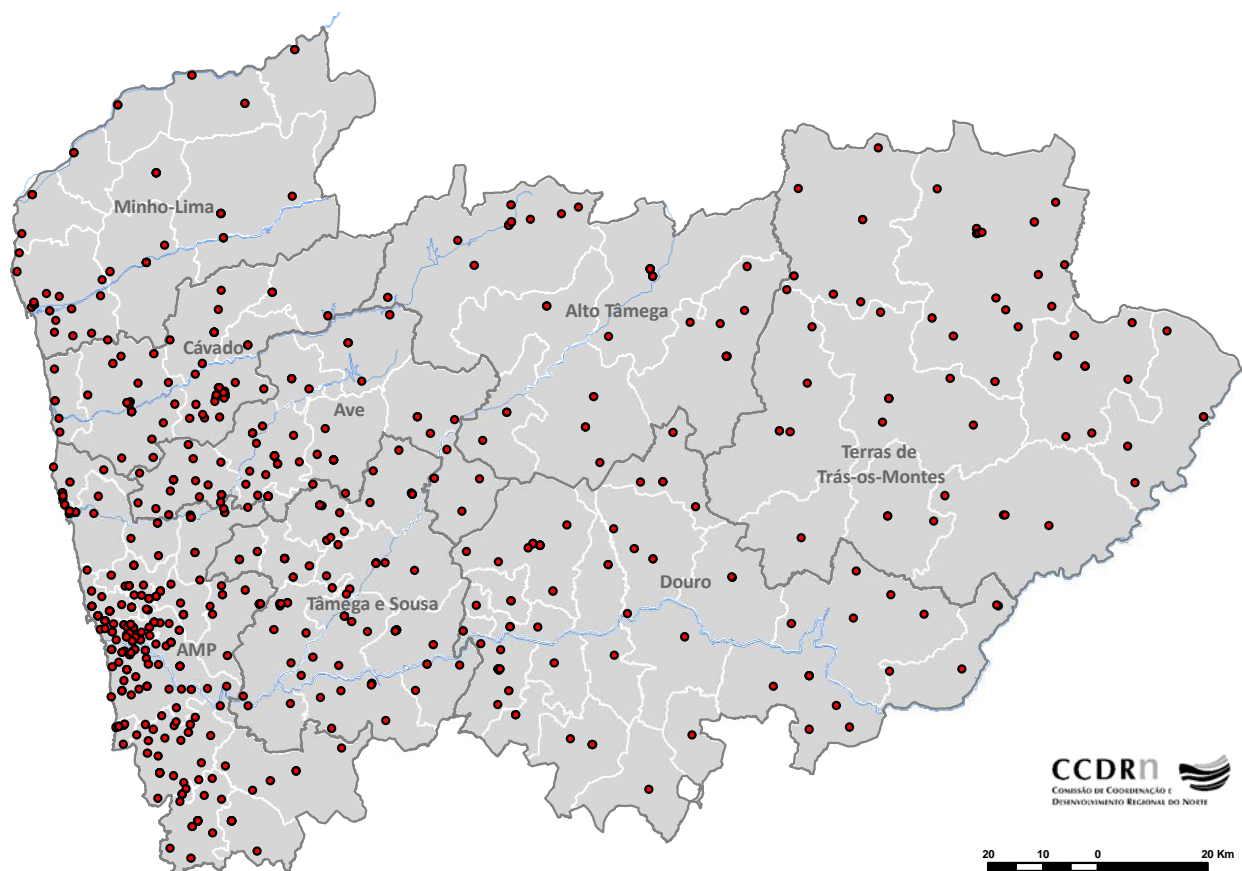 Minho-Lima
Alto Tâmega
Cávado
Ave
Terras de
Trás-os-Montes
Douro
Tâmega e Sousa
AMP
CCDRn
COMISSÃO DE COORDENAÇÃO E
DESENVOLVIMENTO REGIONAL DO NORTE
20 10 0 20 Km